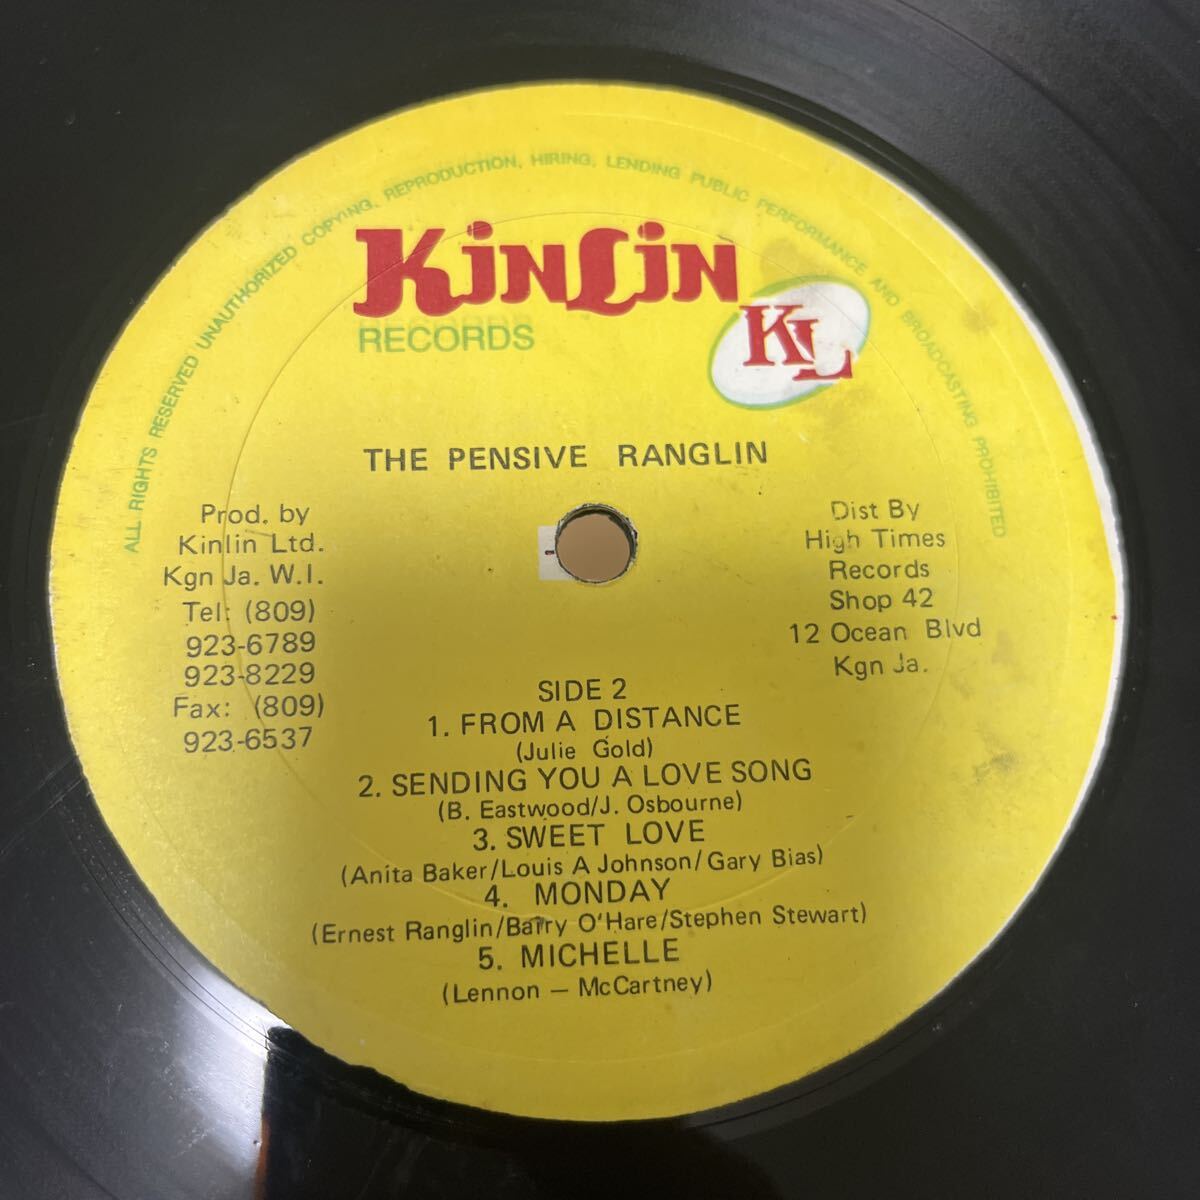 ALL RIGHTS RESERVED UNAUTHORIZED COPYING, REPRODUCTION, HIRING, LENDING PUBLIC PERFORMANCE AND BROADCASTING PROHIBITED
KINLIN
KL
RECORDS
THE PENSIVE RANGLIN
Prod. by
Kinlin Ltd.
Kgn Ja. W.I.
Tel: (809)
923-6789
923-8229
Fax: (809)
923-6537
Dist By
High Times
Records
Shop 42
12 Ocean Blvd
Kgn Ja.
SIDE 2
1. FROM A DISTANCE
(Julie Gold)
2. SENDING YOU A LOVE SONG
(B. Eastwood/J. Osbourne)
3. SWEET LOVE
(Anita Baker/Louis A Johnson/Gary Bias)
4. MONDAY
(Ernest Ranglin/Barry O'Hare/Stephen Stewart)
5. MICHELLE
(Lennon — McCartney)